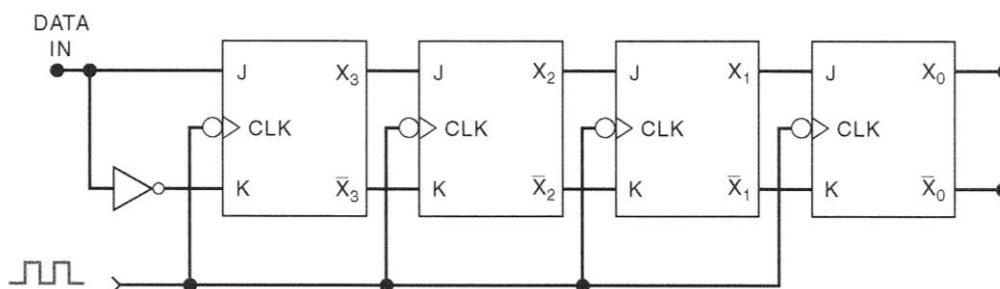 DATA
IN
J X₃ J X₂ J X₁ J X₀
CLK CLK CLK CLK
K X̅₃ K X̅₂ K X̅₁ K X̅₀